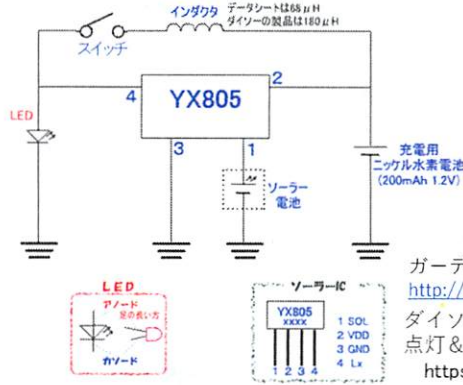 インダクタ データシートは68μH
ダイソーの製品は180μH
スイッチ
LED
4
YX805
2
3
1
ソーラー
電池
充電用
ニッケル水素電池
(200mAh 1.2V)
LED
アノード
足の長い方
カソード
ソーラーIC
YX805
xxxx
1 SOL
2 VDD
3 GND
4 Lx
1 2 3 4
ガーデ
http://
ダイソ
点灯&
https